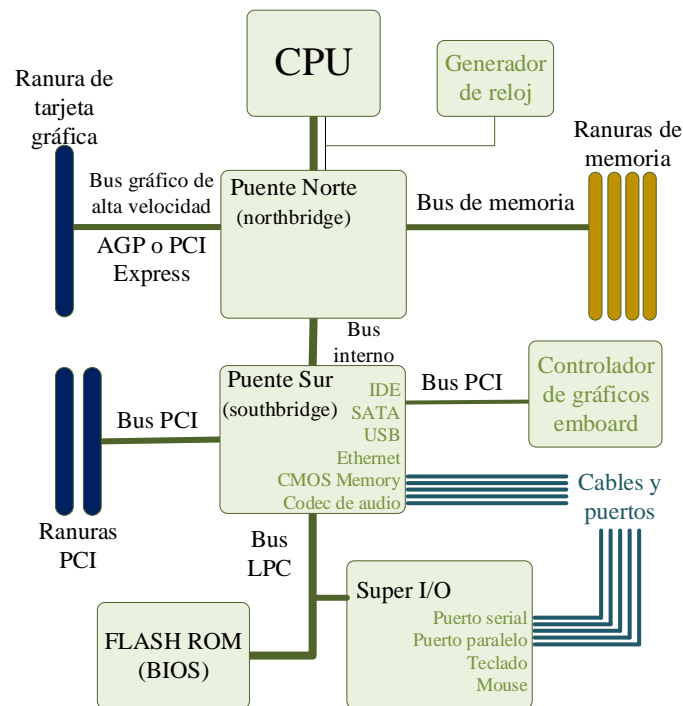 CPU
Generador
de reloj
Ranura de
tarjeta
gráfica
Ranuras de
memoria
Bus gráfico de
alta velocidad
AGP o PCI
Express
Puente Norte
(northbridge)
Bus de memoria
Bus
interno
Puente Sur
(southbridge)
IDE
SATA
USB
Ethernet
CMOS Memory
Codec de audio
Bus PCI
Controlador
de gráficos
emboard
Bus PCI
Ranuras
PCI
Cables y
puertos
Bus
LPC
Super I/O
Puerto serial
Puerto paralelo
Teclado
Mouse
FLASH ROM
(BIOS)